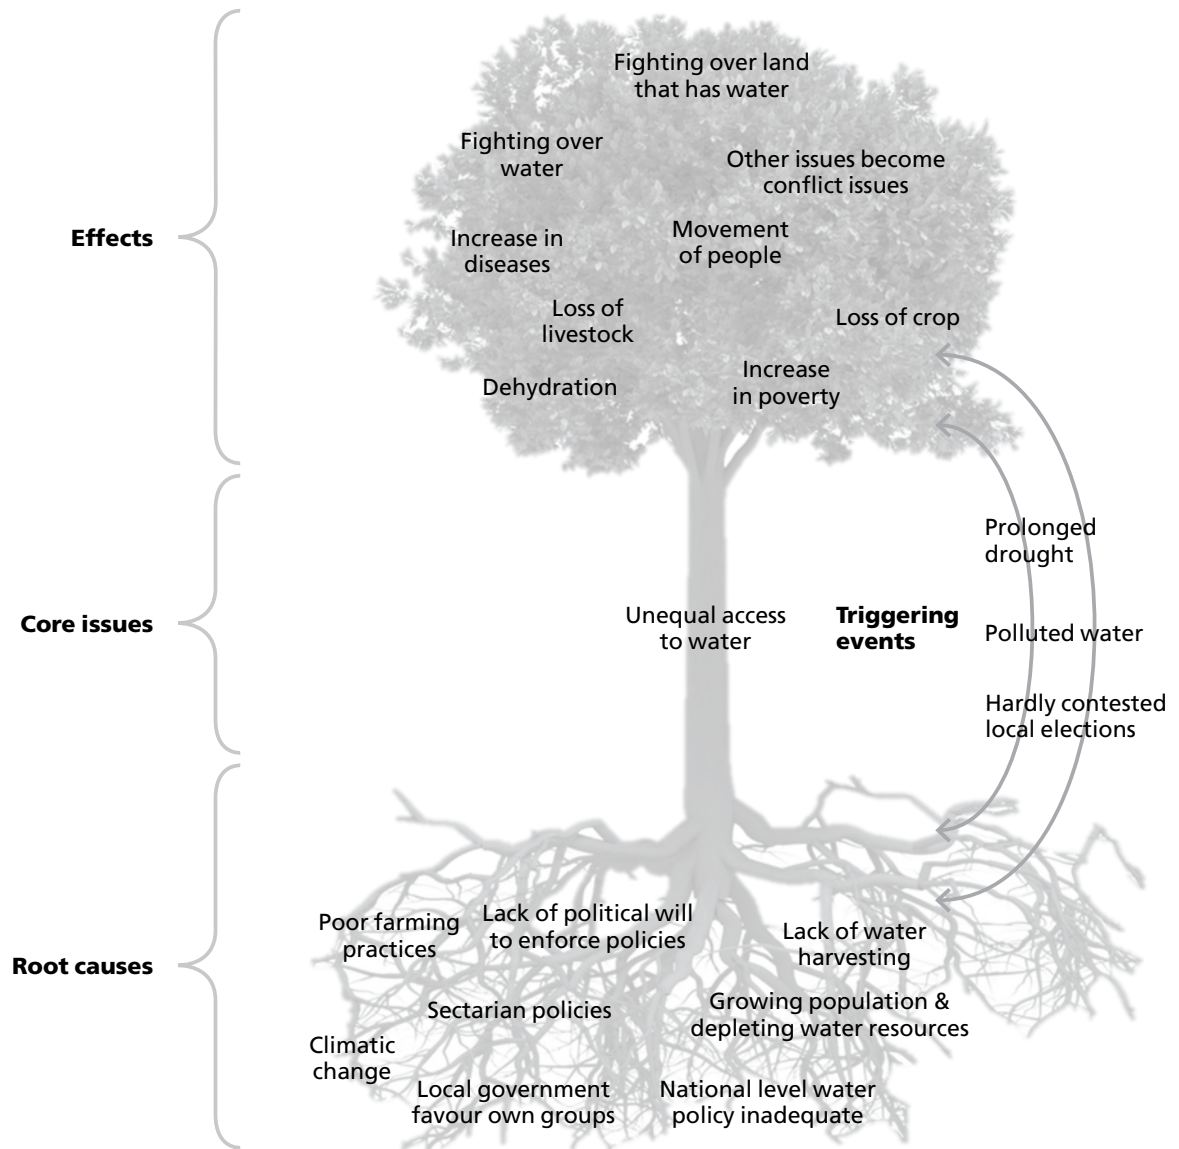 Fighting over land
that has water
Fighting over
water
Other issues become
conflict issues
Effects
Increase in
diseases
Movement
of people
Loss of
livestock
Loss of crop
Dehydration
Increase
in poverty
Prolonged
drought
Core issues
Unequal access
to water
Triggering
events
Polluted water
Hardly contested
local elections
Root causes
Poor farming
practices
Lack of political will
to enforce policies
Lack of water
harvesting
Sectarian policies
Growing population &
depleting water resources
Climatic
change
Local government
favour own groups
National level water
policy inadequate